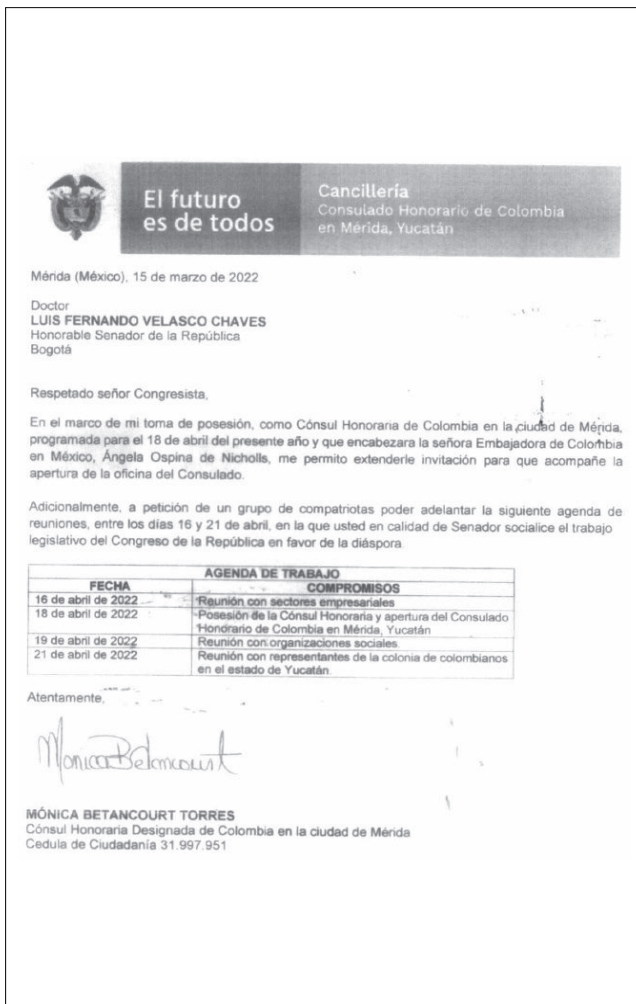 El futuro
es de todos
Cancillería
Consulado Honorario de Colombia
en Mérida, Yucatán
Mérida (México), 15 de marzo de 2022
Doctor
LUIS FERNANDO VELASCO CHAVES
Honorable Senador de la República
Bogotá
Respetado señor Congresista,
En el marco de mi toma de posesión, como Cónsul Honoraria de Colombia en la ciudad de Mérida,
programada para el 18 de abril del presente año y que encabezara la señora Embajadora de Colombia
en México, Ángela Ospina de Nicholls, me permito extenderle invitación para que acompañe la
apertura de la oficina del Consulado.
Adicionalmente, a petición de un grupo de compatriotas poder adelantar la siguiente agenda de
reuniones, entre los días 16 y 21 de abril, en la que usted en calidad de Senador socialice el trabajo
legislativo del Congreso de la República en favor de la diáspora.
AGENDA DE TRABAJO
FECHA COMPROMISOS
16 de abril de 2022 Reunión con sectores empresariales
18 de abril de 2022 Posesión de la Cónsul Honoraria y apertura del Consulado
Honorario de Colombia en Mérida, Yucatán
19 de abril de 2022 Reunión con organizaciones sociales.
21 de abril de 2022 Reunión con representantes de la colonia de colombianos
en el estado de Yucatán.
Atentamente,
Monica Betancourt
MÓNICA BETANCOURT TORRES
Cónsul Honoraria Designada de Colombia en la ciudad de Mérida
Cedula de Ciudadanía 31.997.951